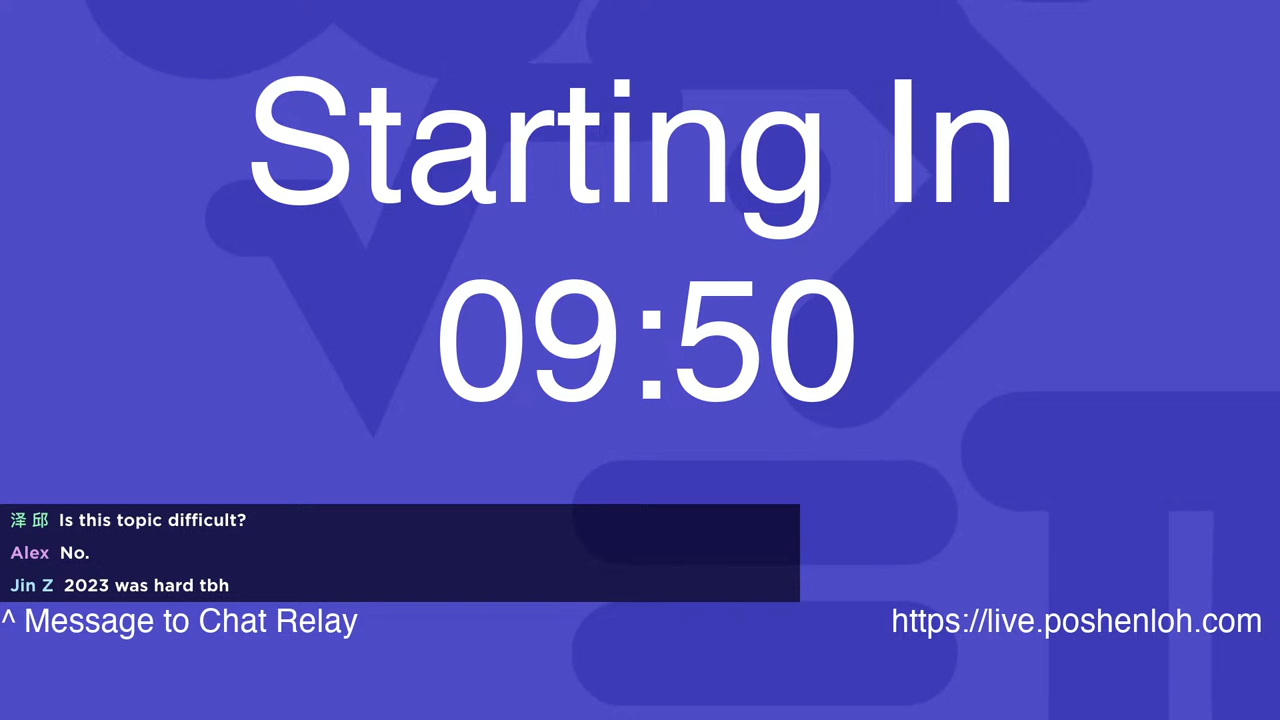 Starting In
09:50
泽 邱 Is this topic difficult?
Alex No.
Jin Z 2023 was hard tbh
^ Message to Chat Relay
https://live.poshenloh.com